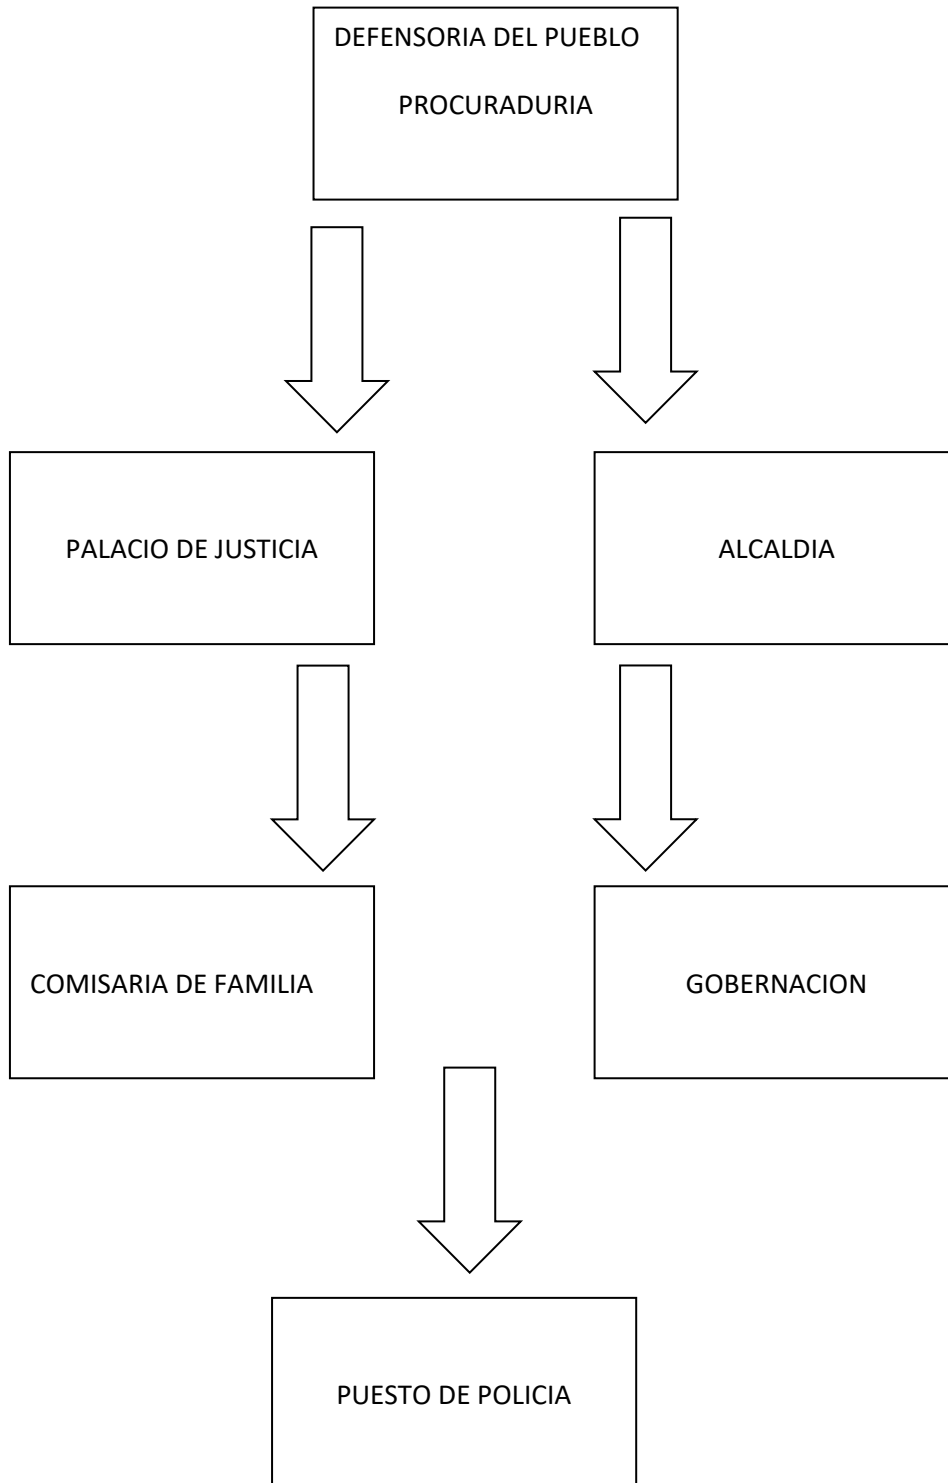 DEFENSORIA DEL PUEBLO
PROCURADURIA
PALACIO DE JUSTICIA
ALCALDIA
COMISARIA DE FAMILIA
GOBERNACION
PUESTO DE POLICIA